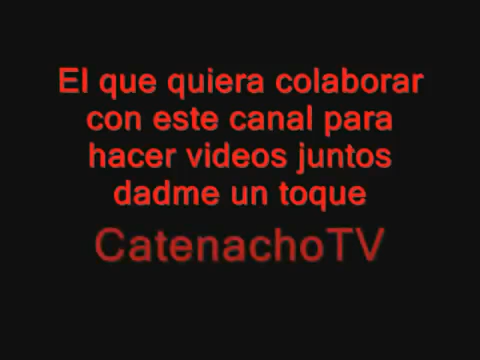 El que quiera colaborar
con este canal para
hacer videos juntos
dadme un toque
CatenachoTV